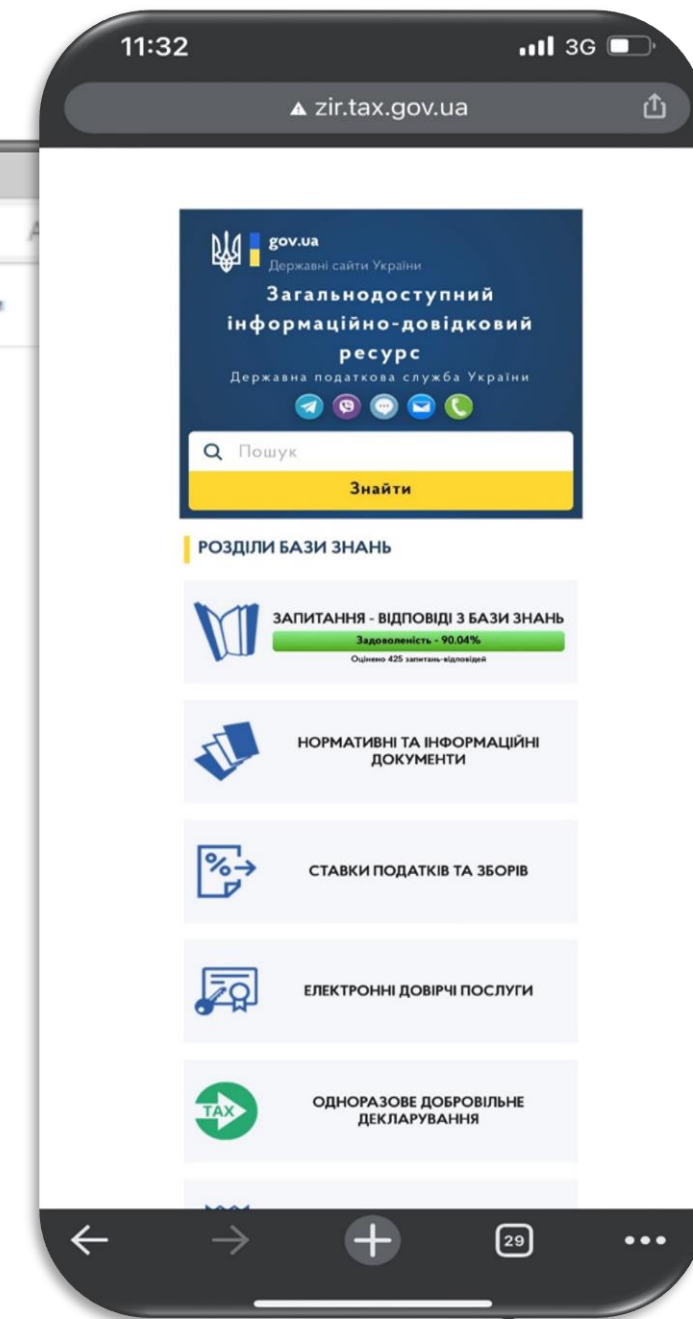 11:32
3G
zir.tax.gov.ua
gov.ua
Державні сайти України
Загальнодоступний
інформаційно-довідковий
ресурс
Державна податкова служба України
Пошук
Знайти
РОЗДІЛИ БАЗИ ЗНАНЬ
ЗАПИТАННЯ - ВІДПОВІДІ З БАЗИ ЗНАНЬ
Задоволеність - 90.04%
Оцінено 425 запитань-відповідей
НОРМАТИВНІ ТА ІНФОРМАЦІЙНІ
ДОКУМЕНТИ
СТАВКИ ПОДАТКІВ ТА ЗБОРІВ
ЕЛЕКТРОННІ ДОВІРЧІ ПОСЛУГИ
TAX
ОДНОРАЗОВЕ ДОБРОВІЛЬНЕ
ДЕКЛАРУВАННЯ
29